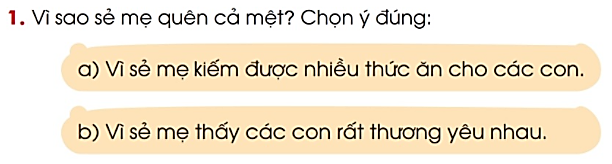 1. Vì sao sẻ mẹ quên cả mệt? Chọn ý đúng:
a) Vì sẻ mẹ kiếm được nhiều thức ăn cho các con.
b) Vì sẻ mẹ thấy các con rất thương yêu nhau.